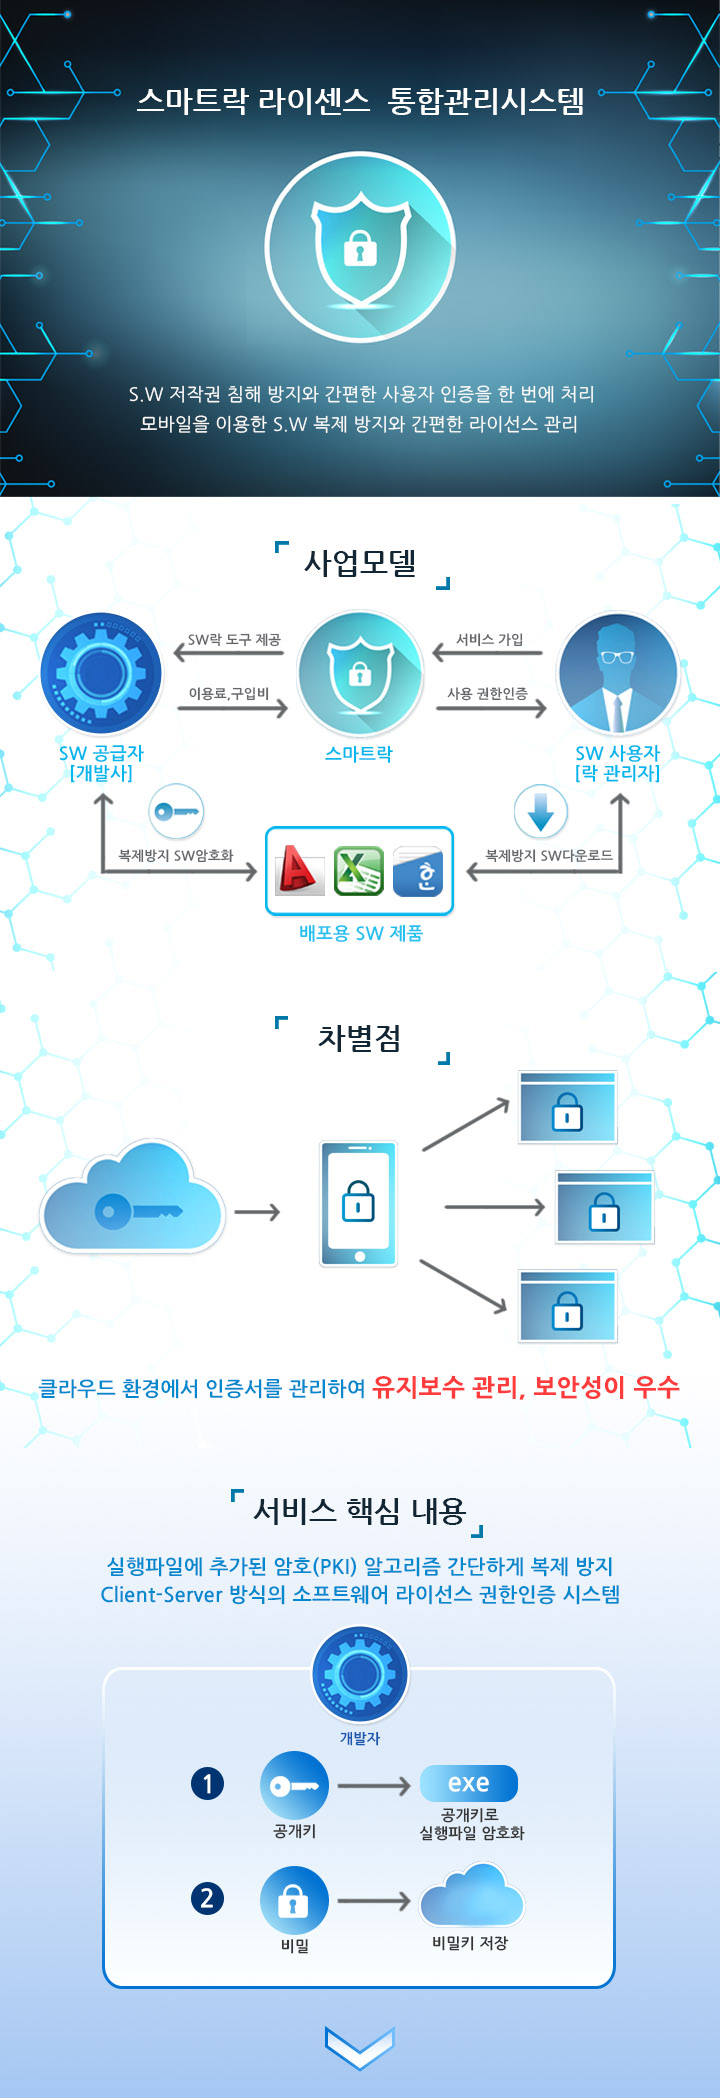 스마트락 라이센스 통합관리시스템
S.W 저작권 침해 방지와 간편한 사용자 인증을 한 번에 처리
모바일을 이용한 S.W 복제 방지와 간편한 라이선스 관리
사업모델
SW락 도구 제공
서비스 가입
이용료,구입비
사용 권한인증
SW 공급자
[개발사]
스마트락
SW 사용자
[락 관리자]
복제방지 SW암호화
복제방지 SW다운로드
배포용 SW 제품
차별점
클라우드 환경에서 인증서를 관리하여 유지보수 관리, 보안성이 우수
서비스 핵심 내용
실행파일에 추가된 암호(PKI) 알고리즘 간단하게 복제 방지
Client-Server 방식의 소프트웨어 라이선스 권한인증 시스템
개발자
1
exe
공개키
공개키로
실행파일 암호화
2
비밀
비밀키 저장